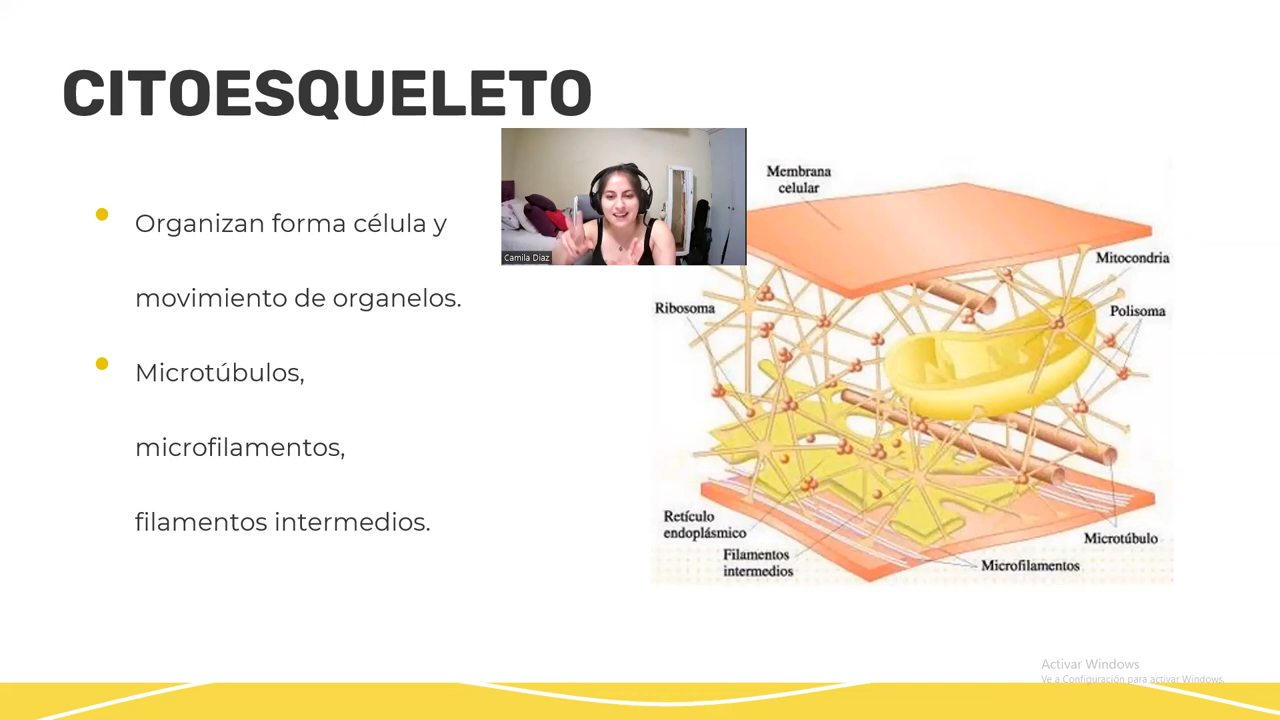 CITOESQUELETO
Organizan forma célula y
movimiento de organelos.
Microtúbulos,
microfilamentos,
filamentos intermedios.
Camila Diaz
Membrana
celular
Mitocondria
Ribosoma
Polisoma
Retículo
endoplásmico
Filamentos
intermedios
Microfilamentos
Microtúbulo
Activar Windows
Ve a Configuración para activar Windows.